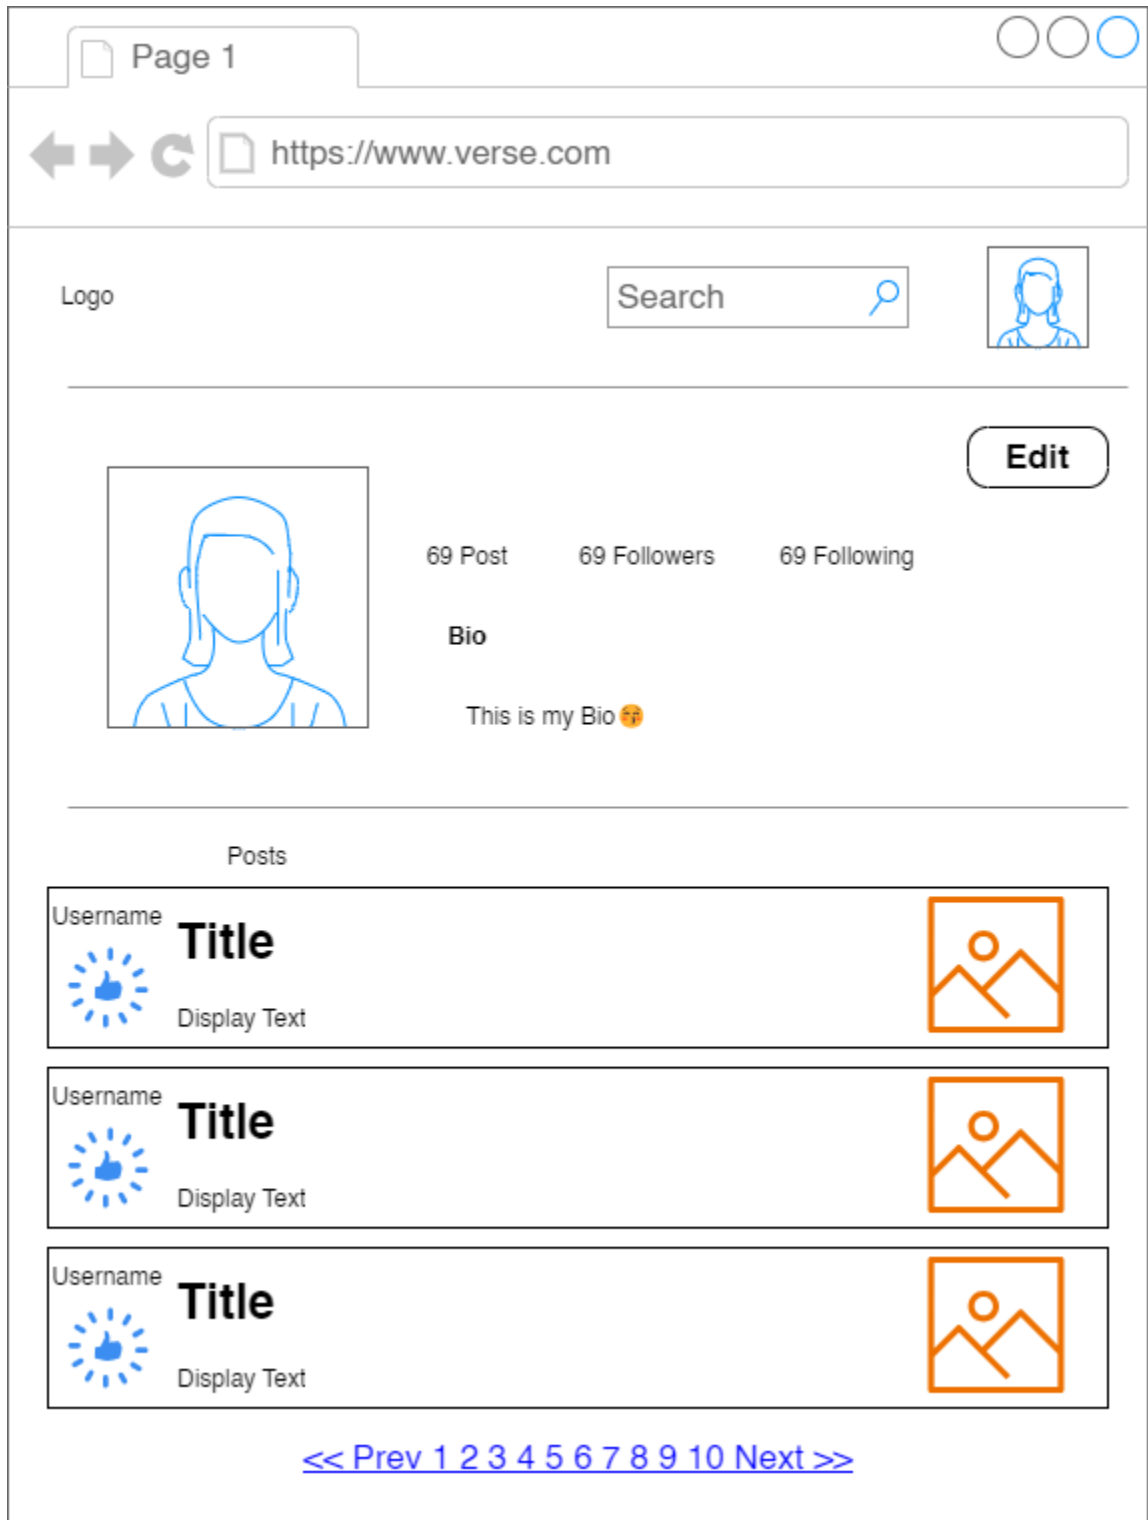 Page 1
https://www.verse.com
Logo
Search
Edit
69 Post 69 Followers 69 Following
Bio
This is my Bio😚
Posts
Username
Title
Display Text
Username
Title
Display Text
Username
Title
Display Text
<< Prev 1 2 3 4 5 6 7 8 9 10 Next >>